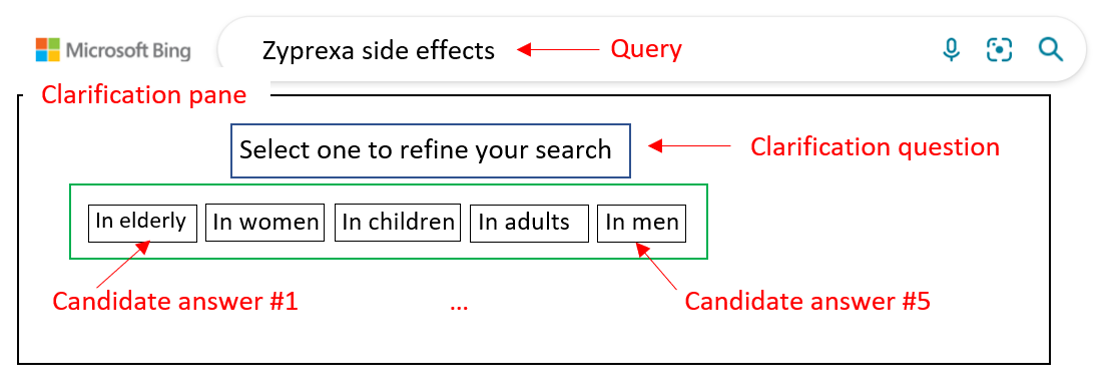 Microsoft Bing
Zyprexa side effects
Query
Clarification pane
Select one to refine your search
Clarification question
In elderly
In women
In children
In adults
In men
Candidate answer #1
...
Candidate answer #5